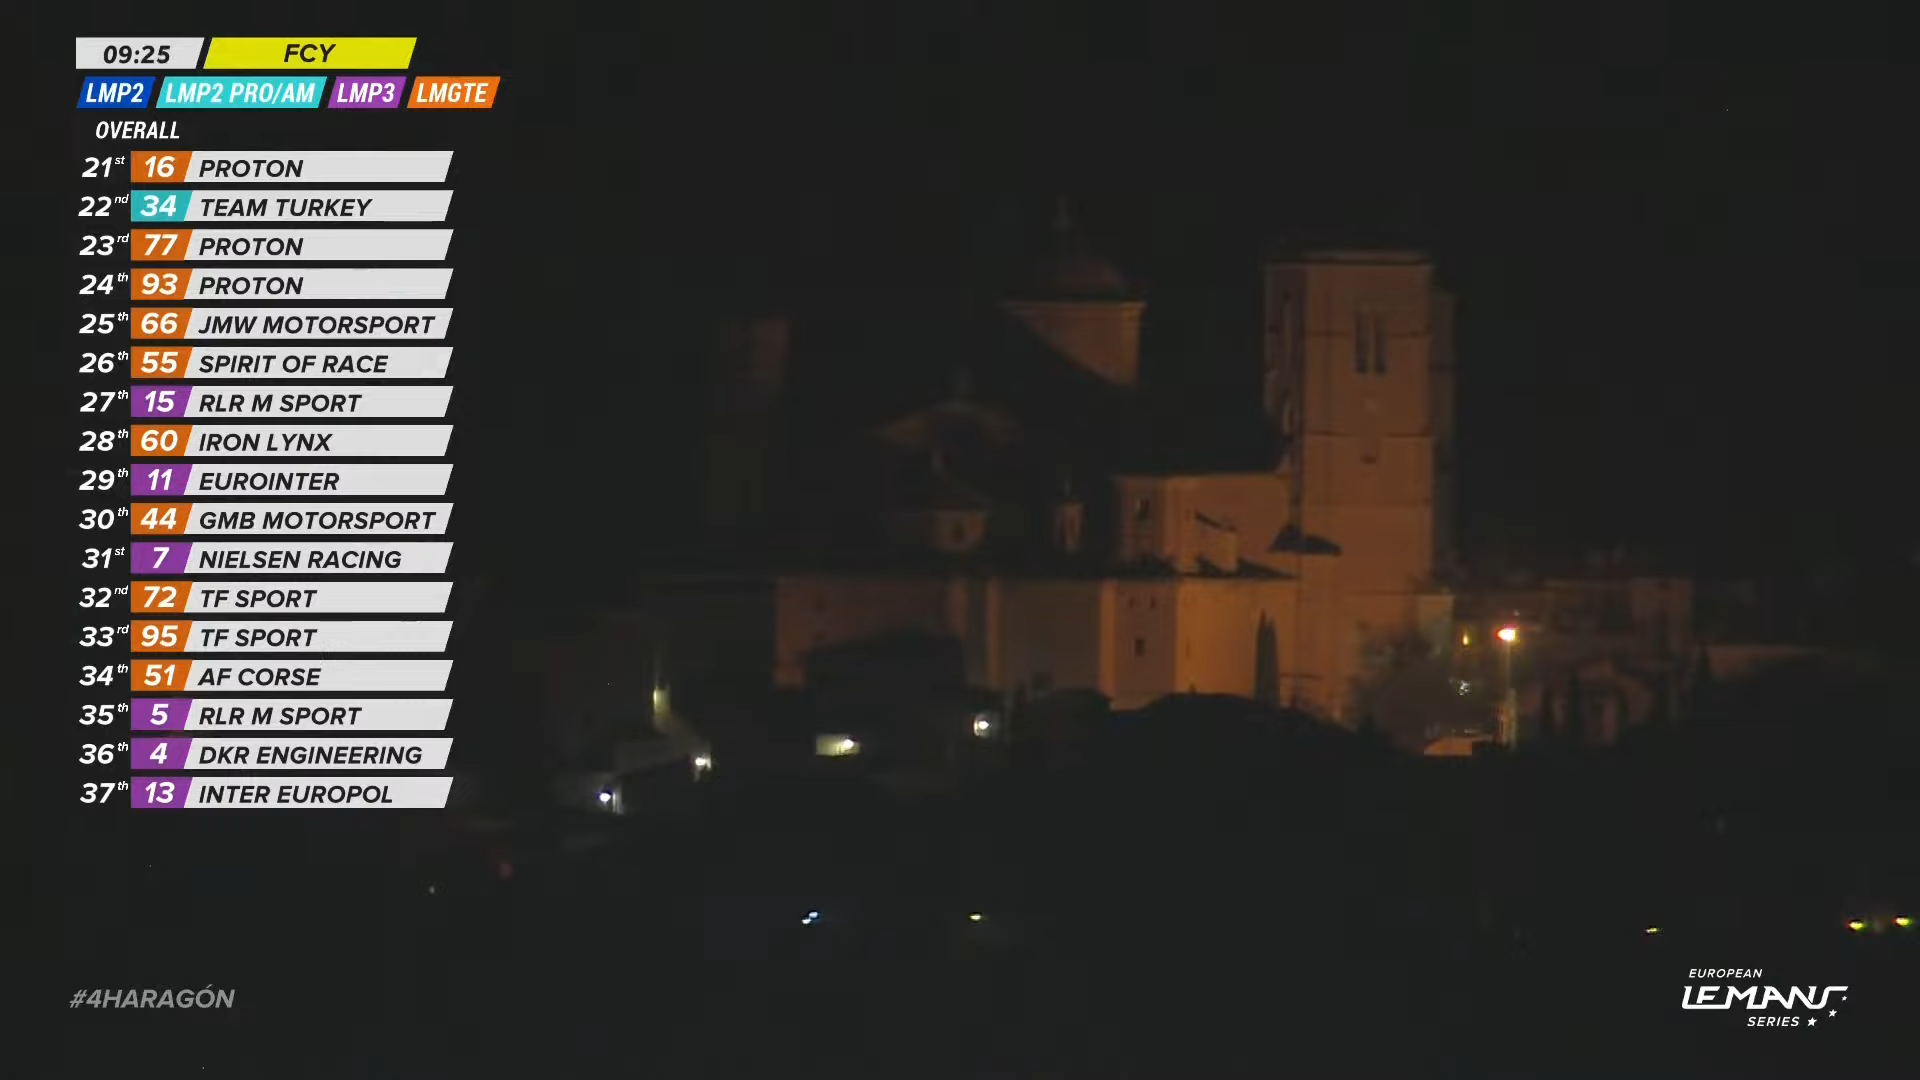 09:25 FCY
LMP2 LMP2 PRO/AM LMP3 LMGTE
OVERALL
21st 16 PROTON
22nd 34 TEAM TURKEY
23rd 77 PROTON
24th 93 PROTON
25th 66 JMW MOTORSPORT
26th 55 SPIRIT OF RACE
27th 15 RLR M SPORT
28th 60 IRON LYNX
29th 11 EUROINTER
30th 44 GMB MOTORSPORT
31st 7 NIELSEN RACING
32nd 72 TF SPORT
33rd 95 TF SPORT
34th 51 AF CORSE
35th 5 RLR M SPORT
36th 4 DKR ENGINEERING
37th 13 INTER EUROPOL
#4HARAGÓN
EUROPEAN
LE MANS
SERIES